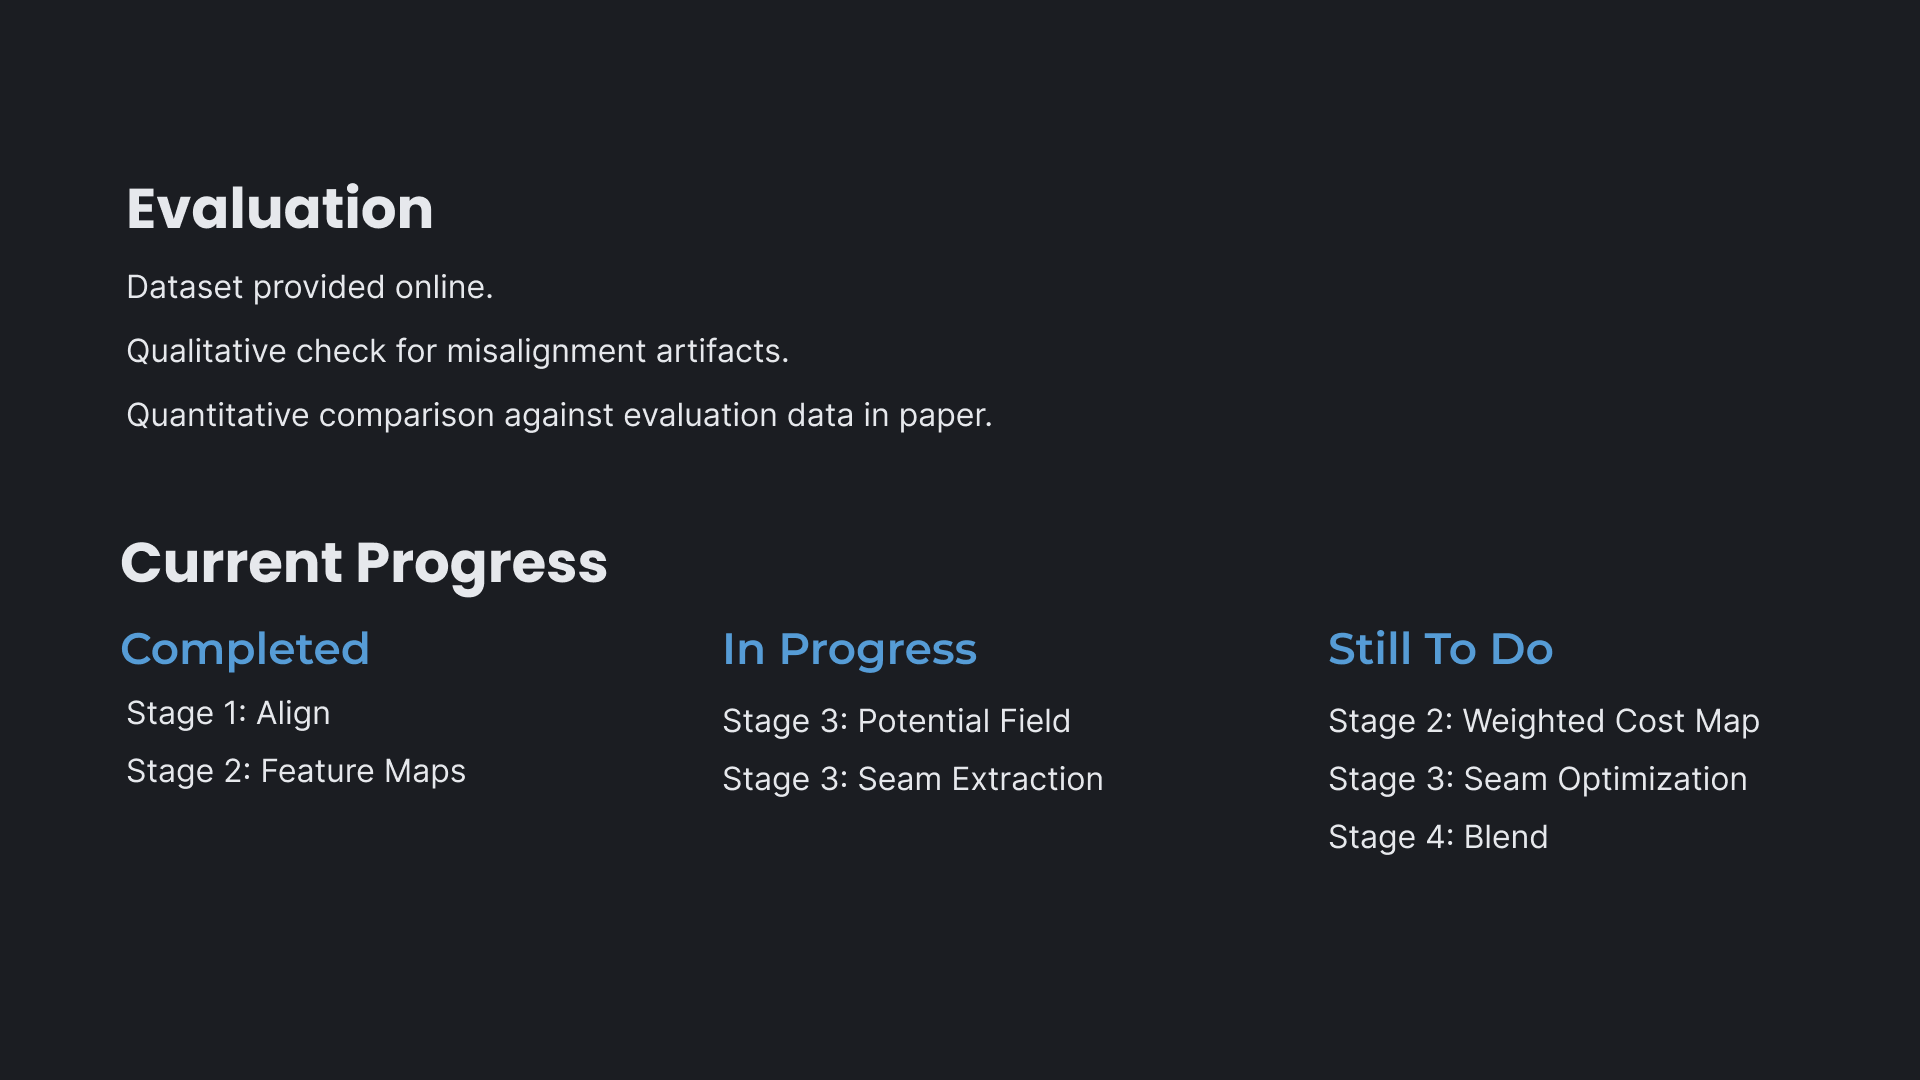 Evaluation
Dataset provided online.
Qualitative check for misalignment artifacts.
Quantitative comparison against evaluation data in paper.
Current Progress
Completed
Stage 1: Align
Stage 2: Feature Maps
In Progress
Stage 3: Potential Field
Stage 3: Seam Extraction
Still To Do
Stage 2: Weighted Cost Map
Stage 3: Seam Optimization
Stage 4: Blend